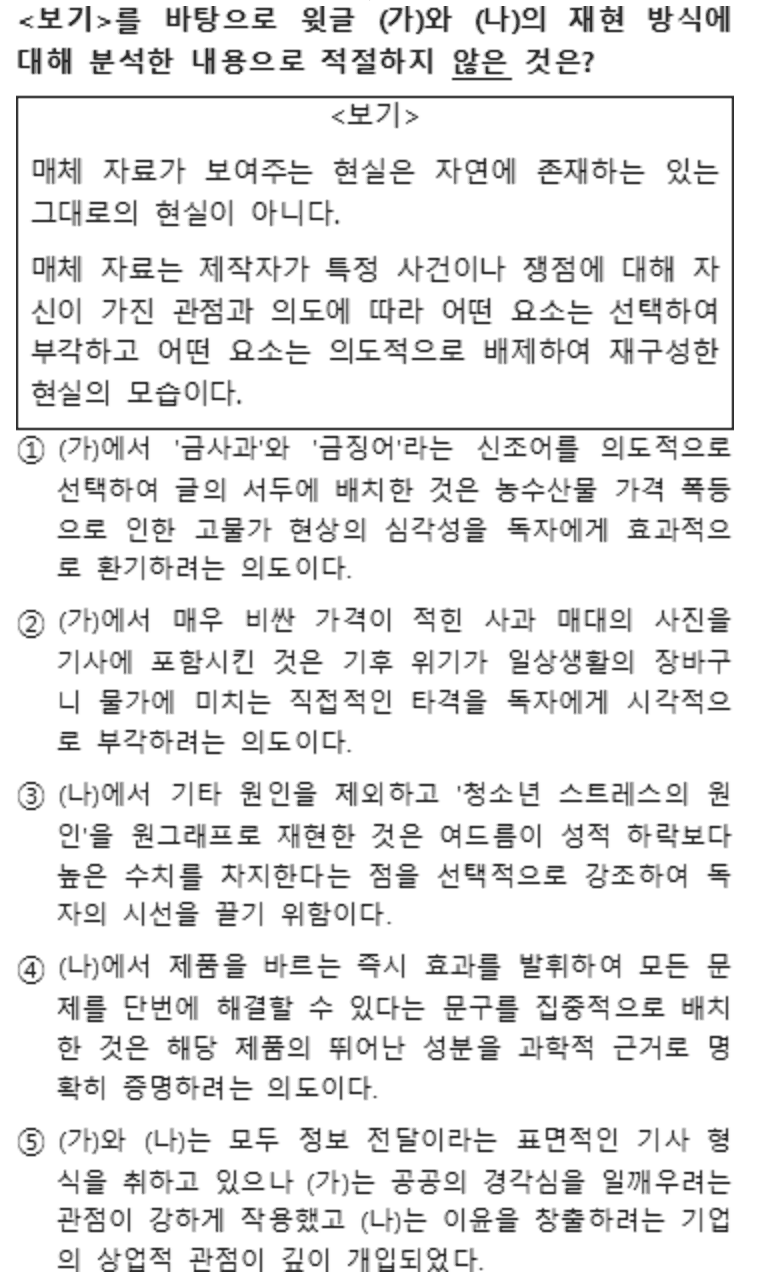 <보기>를 바탕으로 윗글 (가)와 (나)의 재현 방식에
대해 분석한 내용으로 적절하지 않은 것은?
<보기>
매체 자료가 보여주는 현실은 자연에 존재하는 있는
그대로의 현실이 아니다.
매체 자료는 제작자가 특정 사건이나 쟁점에 대해 자
신이 가진 관점과 의도에 따라 어떤 요소는 선택하여
부각하고 어떤 요소는 의도적으로 배제하여 재구성한
현실의 모습이다.
① (가)에서 '금사과'와 '금징어'라는 신조어를 의도적으로
선택하여 글의 서두에 배치한 것은 농수산물 가격 폭등
으로 인한 고물가 현상의 심각성을 독자에게 효과적으
로 환기하려는 의도이다.
② (가)에서 매우 비싼 가격이 적힌 사과 매대의 사진을
기사에 포함시킨 것은 기후 위기가 일상생활의 장바구
니 물가에 미치는 직접적인 타격을 독자에게 시각적으
로 부각하려는 의도이다.
③ (나)에서 기타 원인을 제외하고 '청소년 스트레스의 원
인'을 원그래프로 재현한 것은 여드름이 성적 하락보다
높은 수치를 차지한다는 점을 선택적으로 강조하여 독
자의 시선을 끌기 위함이다.
④ (나)에서 제품을 바르는 즉시 효과를 발휘하여 모든 문
제를 단번에 해결할 수 있다는 문구를 집중적으로 배치
한 것은 해당 제품의 뛰어난 성분을 과학적 근거로 명
확히 증명하려는 의도이다.
⑤ (가)와 (나)는 모두 정보 전달이라는 표면적인 기사 형
식을 취하고 있으나 (가)는 공공의 경각심을 일깨우려는
관점이 강하게 작용했고 (나)는 이윤을 창출하려는 기업
의 상업적 관점이 깊이 개입되었다.